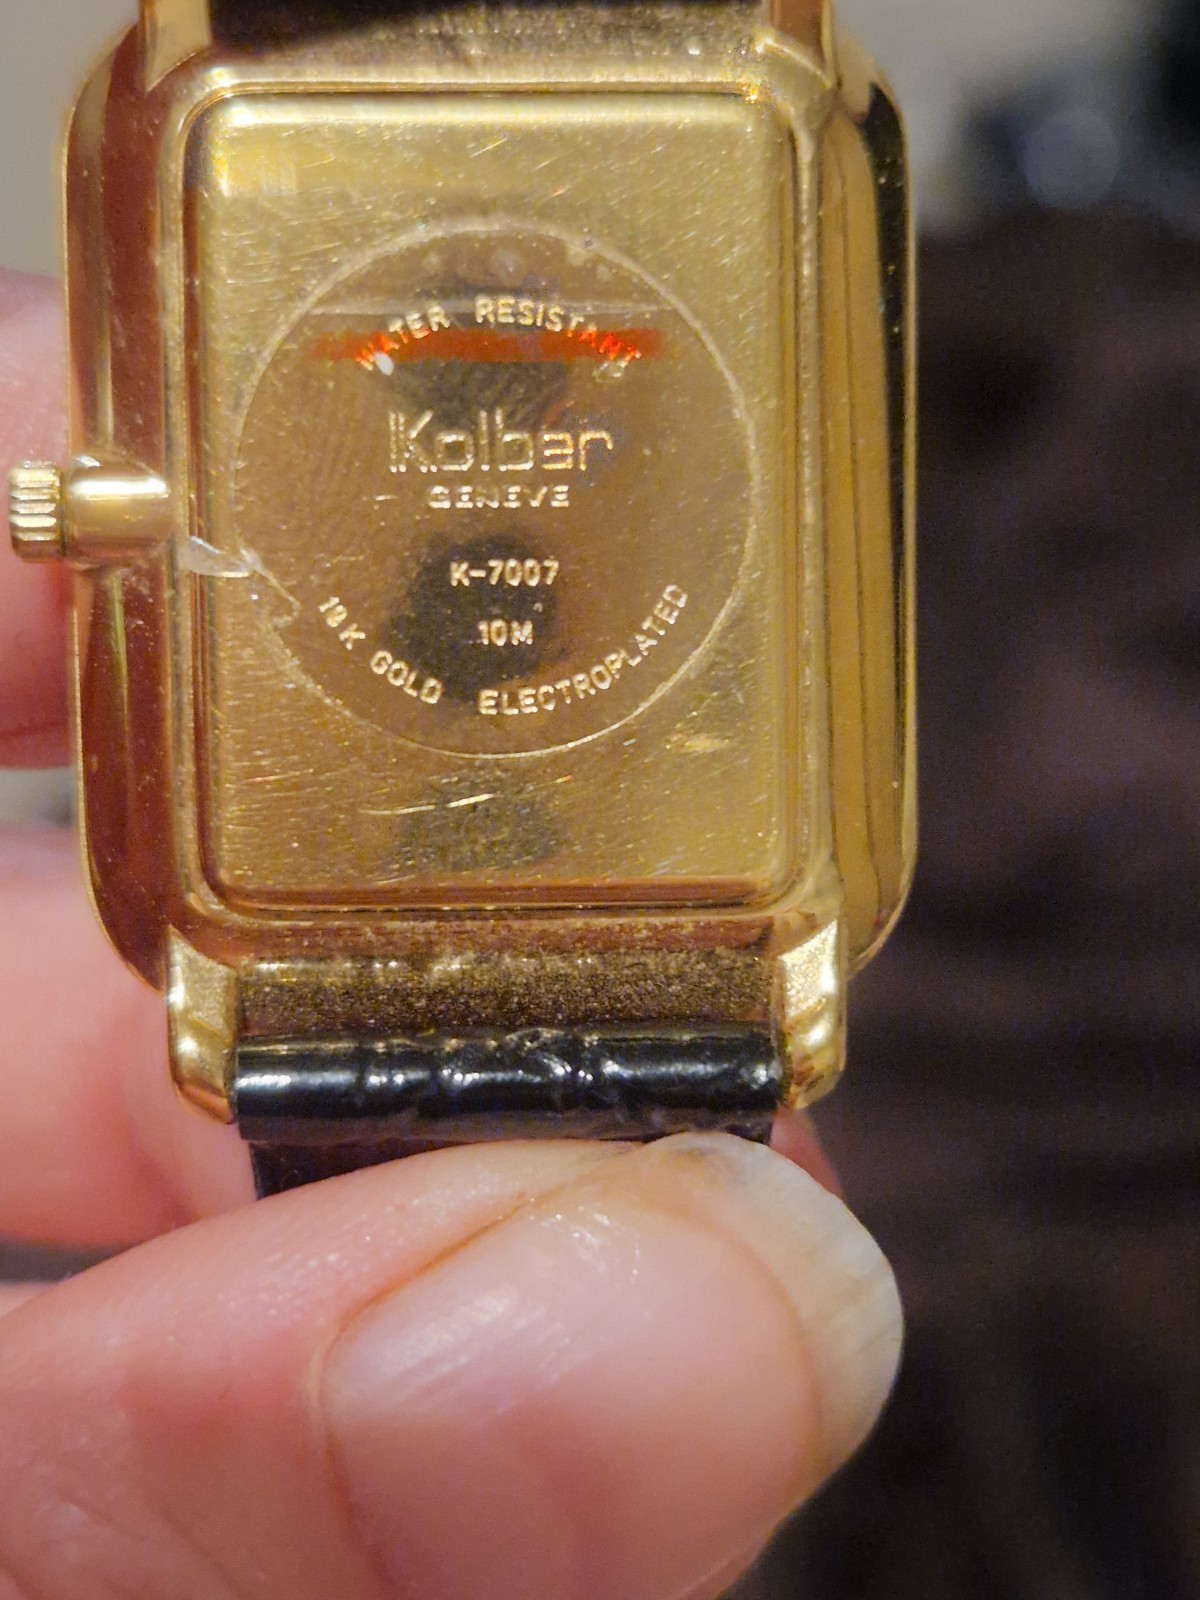 WATER RESISTANT
Kolber
GENEVE
K-7007
10M
18K GOLD ELECTROPLATED